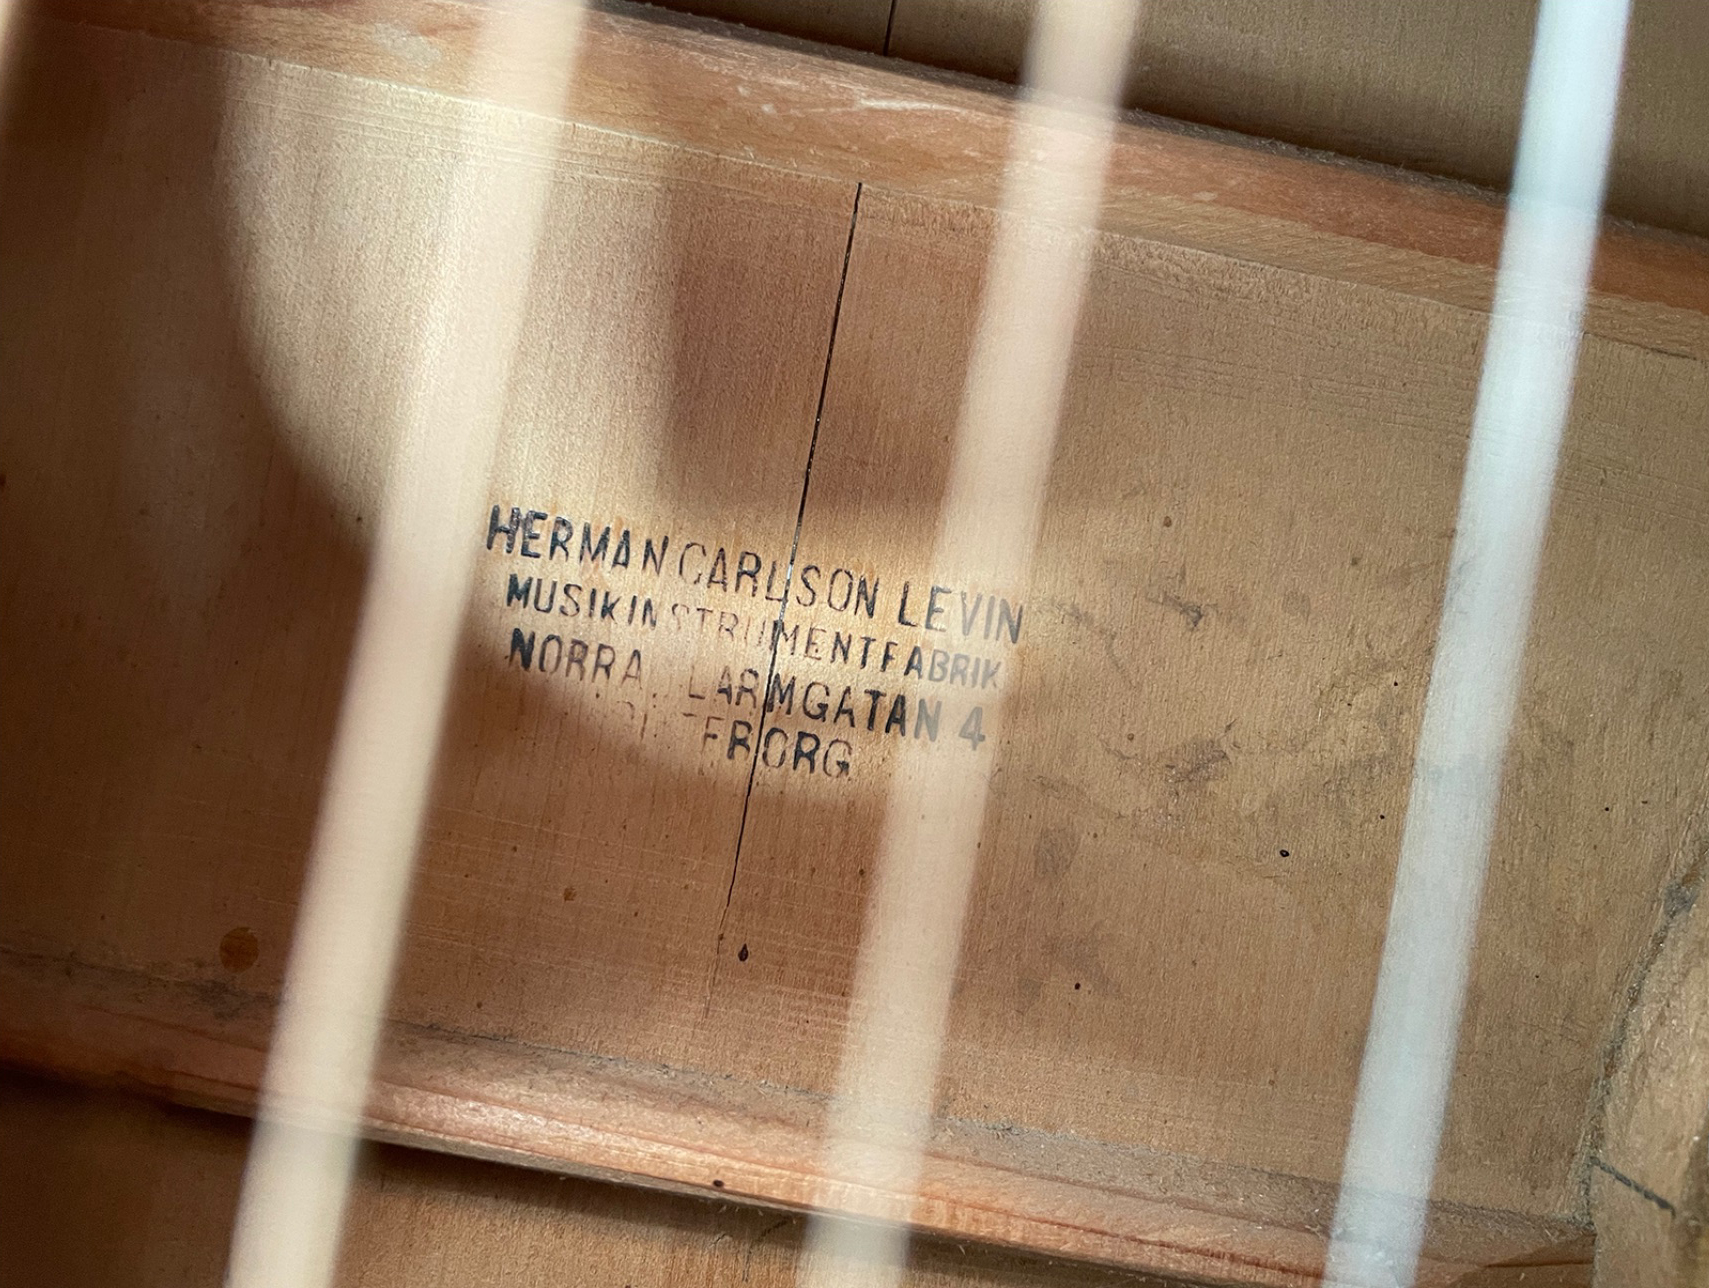 HERMAN CARLSON LEVIN
MUSIKINSTRUMENTFABRIK
NORRA LARMGATAN 4